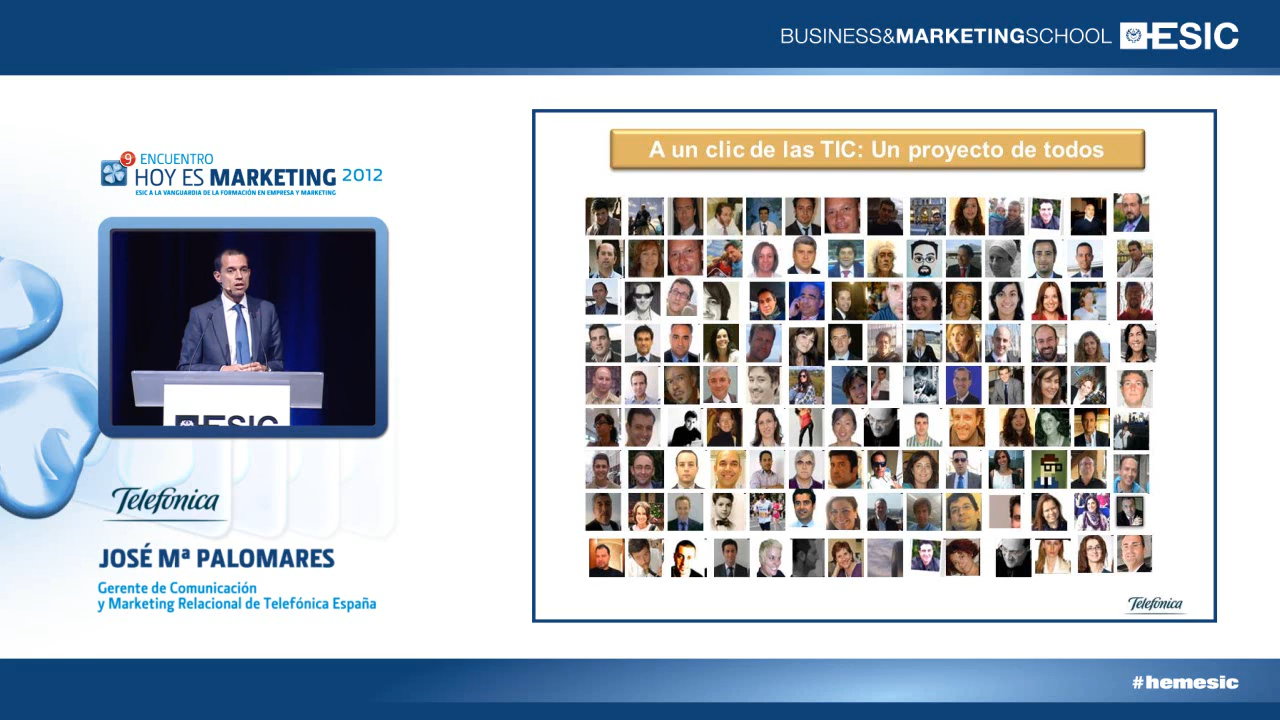 BUSINESS&MARKETINGSCHOOL ESIC
9 ENCUENTRO
HOY ES MARKETING 2012
ESIC A LA VANGUARDIA DE LA FORMACIÓN EN EMPRESA Y MARKETING
ESIC
Telefónica
JOSÉ Mª PALOMARES
Gerente de Comunicación
y Marketing Relacional de Telefónica España
A un clic de las TIC: Un proyecto de todos
Telefónica
#hemesic